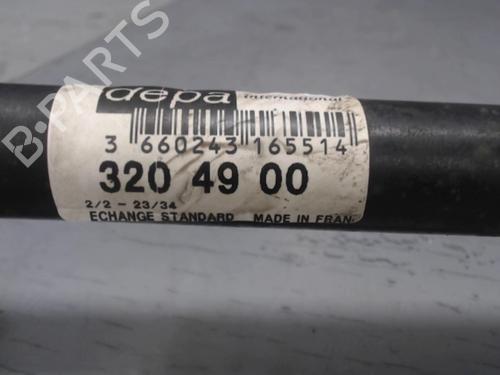 B-PARTS
depa international
3 660243 165514
320 49 00
2/2 - 23/34
ECHANGE STANDARD MADE IN FRAN